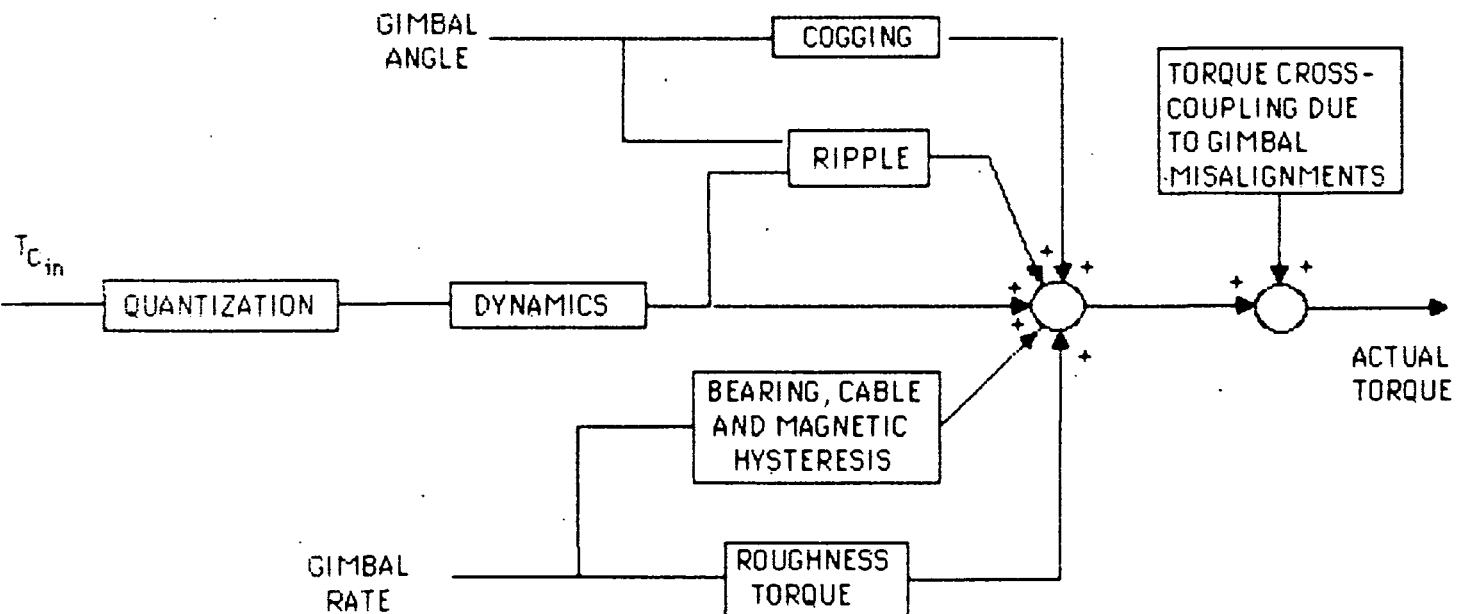 GIMBAL
ANGLE
COGGING
TORQUE CROSS-
COUPLING DUE
TO GIMBAL
MISALIGNMENTS
RIPPLE
+
+
+
+
TCin
+
+
QUANTIZATION
DYNAMICS
+
ACTUAL
TORQUE
BEARING, CABLE
AND MAGNETIC
HYSTERESIS
GIMBAL
RATE
ROUGHNESS
TORQUE